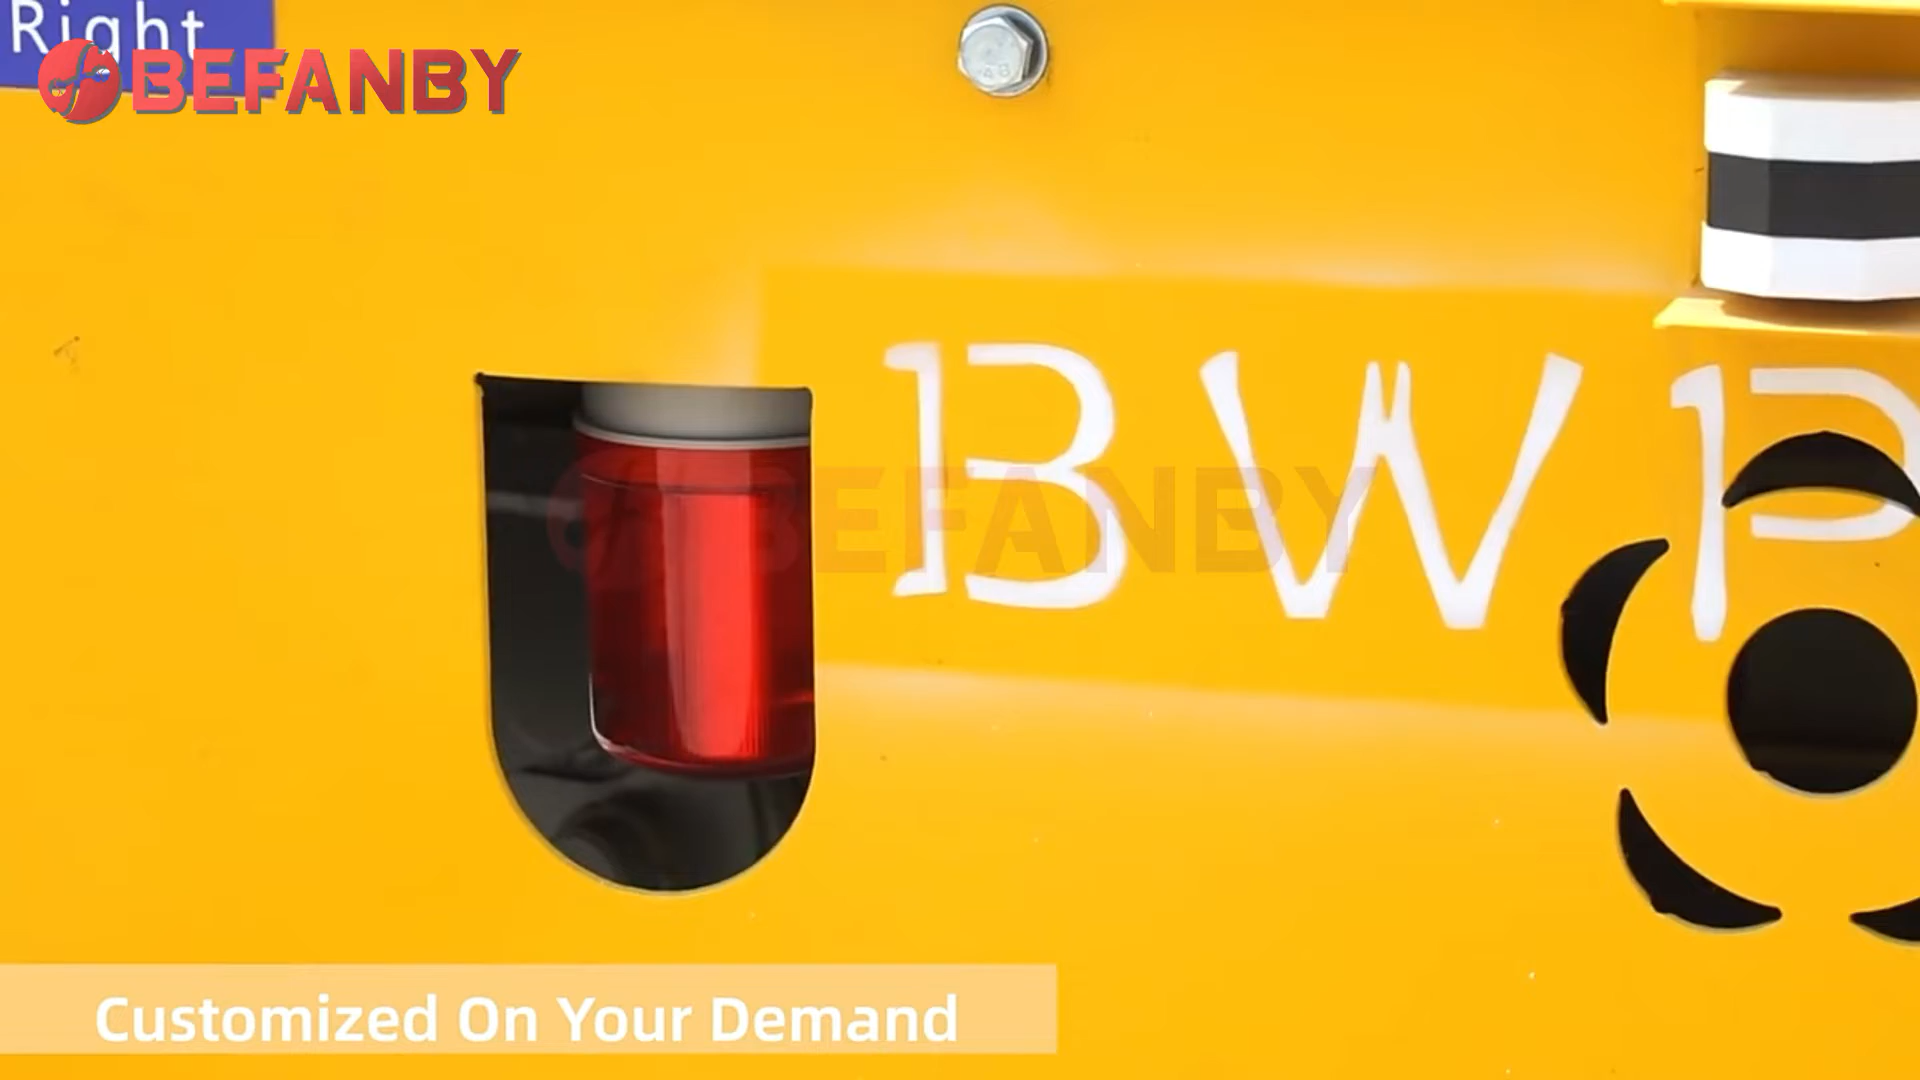 Right
BEFANBY
BWP
BEFANBY
Customized On Your Demand